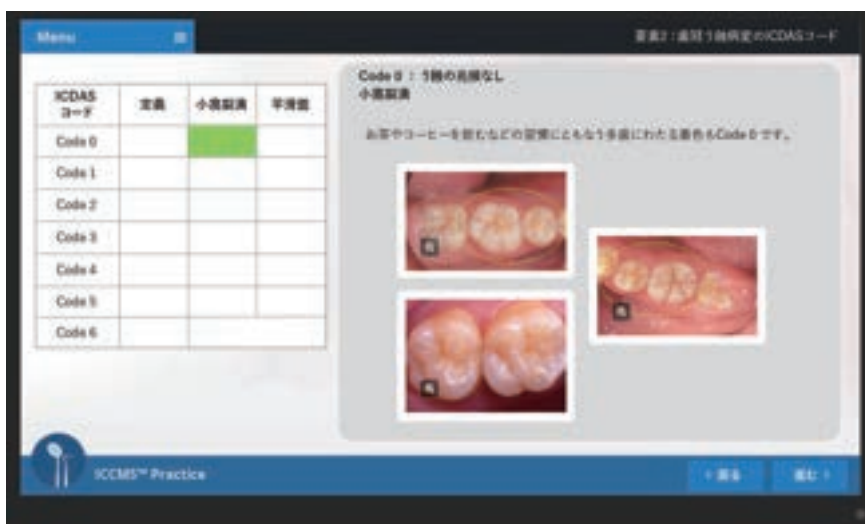 Menu
要素2：歯間う蝕病変のICDASコード
ICDAS
コード
定義
小窩裂溝
平滑面
Code 0
Code 1
Code 2
Code 3
Code 4
Code 5
Code 6
Code 0 ： う蝕の兆候なし
小窩裂溝
お茶やコーヒーを飲むなどの習慣にともなう多歯にわたる着色もCode 0 です。
ICCMS™ Practice
戻る
進む